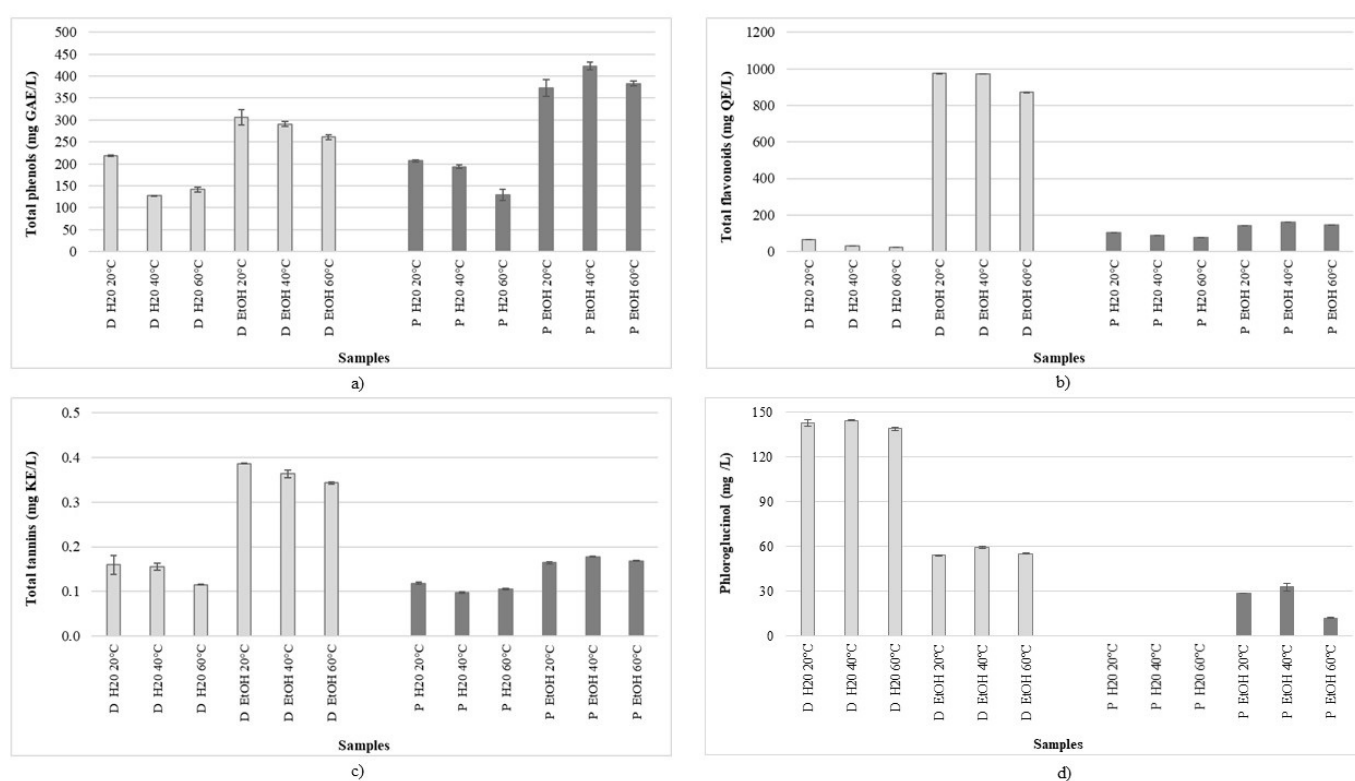 Total phenols (mg GAE/L)
500
450
400
350
300
250
200
150
100
50
0
D H20 20°C
D H20 40°C
D H20 60°C
D EtOH 20°C
D EtOH 40°C
D EtOH 60°C
P H20 20°C
P H20 40°C
P H20 60°C
P EtOH 20°C
P EtOH 40°C
P EtOH 60°C
Samples
a)
Total flavonoids (mg QE/L)
1200
1000
800
600
400
200
0
D H20 20°C
D H20 40°C
D H20 60°C
D EtOH 20°C
D EtOH 40°C
D EtOH 60°C
P H20 20°C
P H20 40°C
P H20 60°C
P EtOH 20°C
P EtOH 40°C
P EtOH 60°C
Samples
b)
Total tannins (mg KE/L)
0.5
0.4
0.3
0.2
0.1
0.0
D H20 20°C
D H20 40°C
D H20 60°C
D EtOH 20°C
D EtOH 40°C
D EtOH 60°C
P H20 20°C
P H20 40°C
P H20 60°C
P EtOH 20°C
P EtOH 40°C
P EtOH 60°C
Samples
c)
Phloroglucinol (mg /L)
150
120
90
60
30
0
D H20 20°C
D H20 40°C
D H20 60°C
D EtOH 20°C
D EtOH 40°C
D EtOH 60°C
P H20 20°C
P H20 40°C
P H20 60°C
P EtOH 20°C
P EtOH 40°C
P EtOH 60°C
Samples
d)